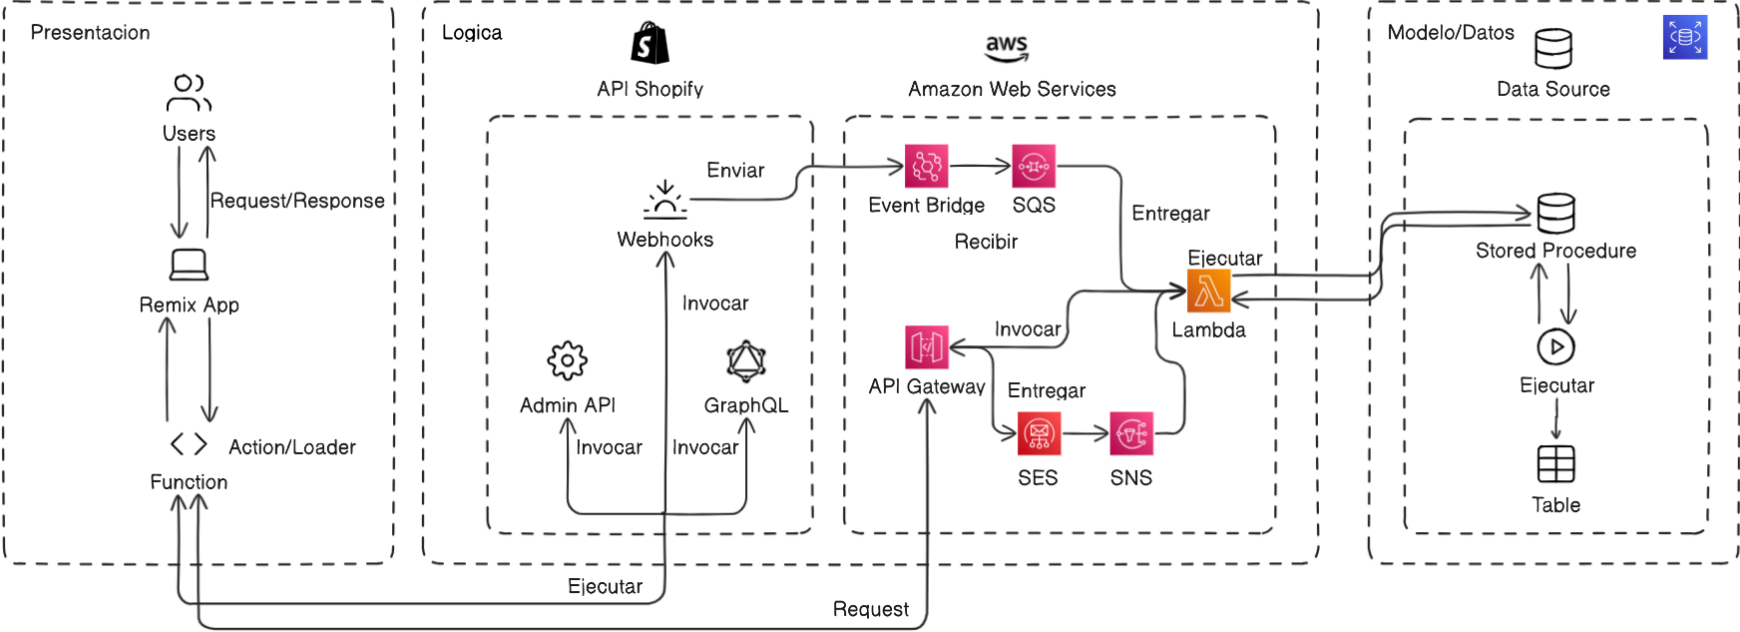 Presentacion
Users
Request/Response
Remix App
Action/Loader
Function
Logica
API Shopify
Webhooks
Enviar
Invocar
Admin API
GraphQL
Invocar
Invocar
Ejecutar
aws
Amazon Web Services
Event Bridge
SQS
Recibir
Entregar
Ejecutar
Lambda
Invocar
API Gateway
Entregar
SES
SNS
Request
Modelo/Datos
Data Source
Stored Procedure
Ejecutar
Table